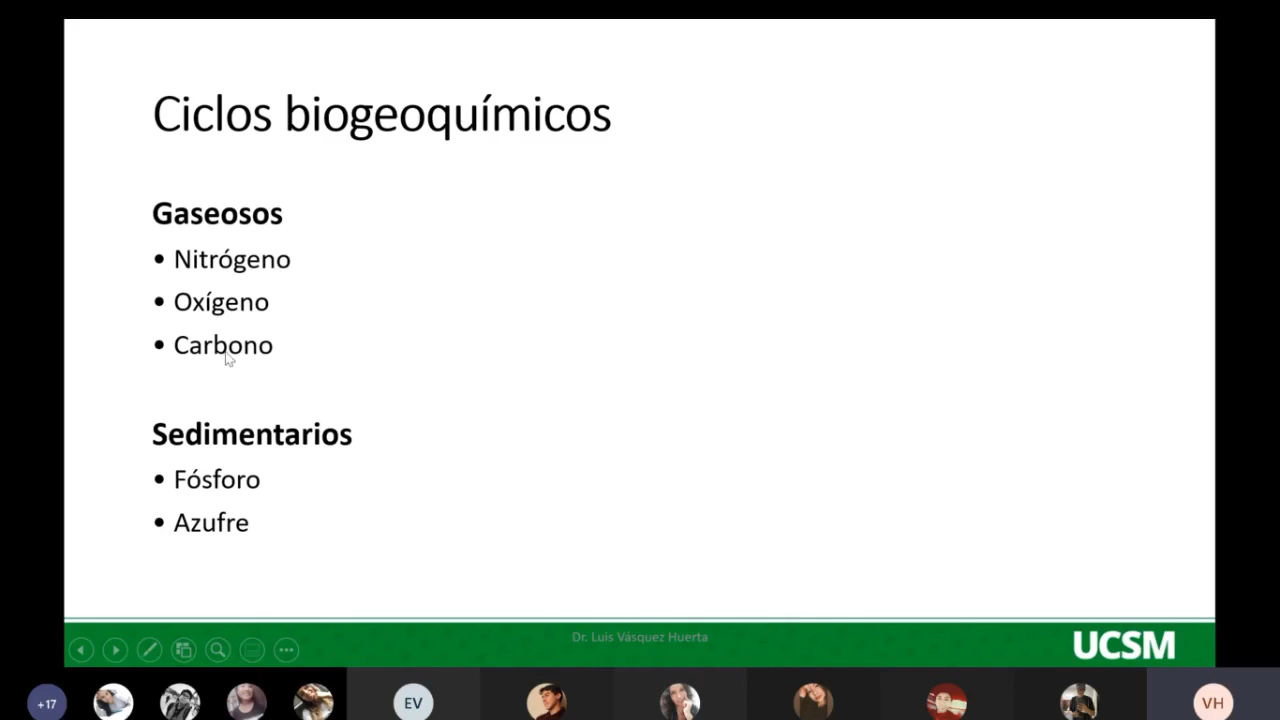 Ciclos biogeoquímicos
Gaseosos
• Nitrógeno
• Oxígeno
• Carbono
Sedimentarios
• Fósforo
• Azufre
Dr. Luis Vásquez Huerta
UCSM
+17
EV
VH